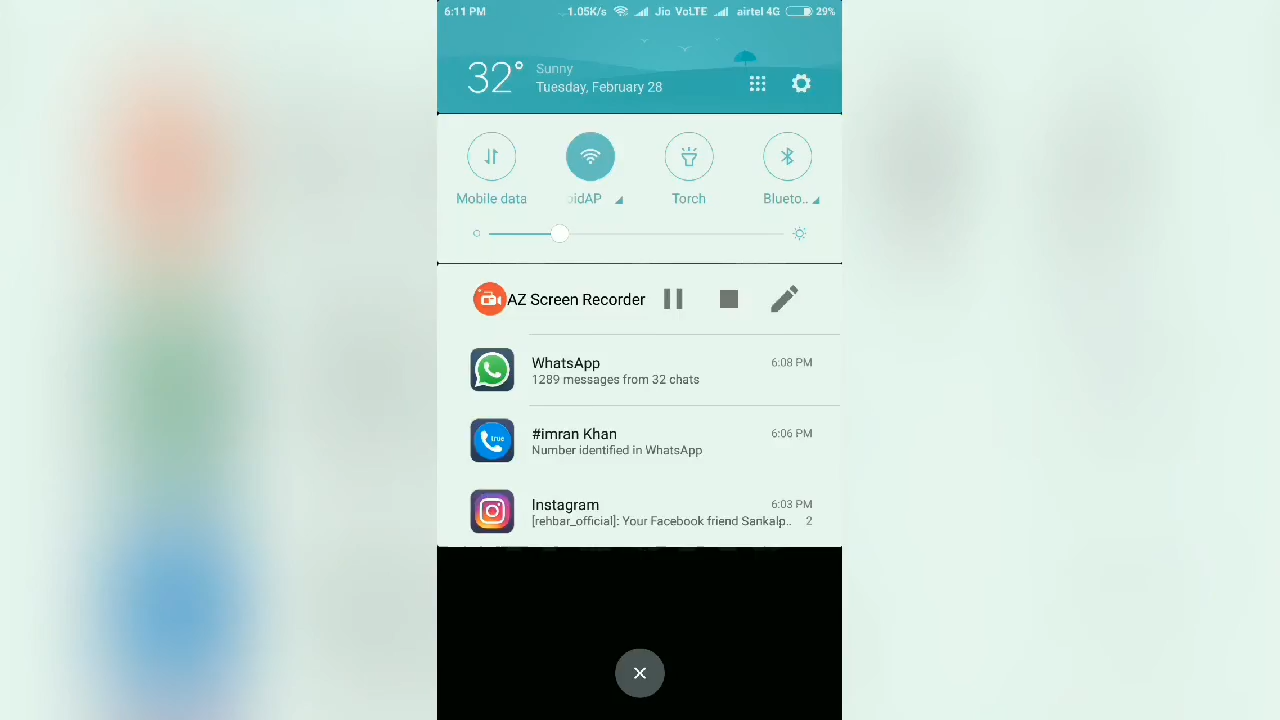 6:11 PM ...1.05K/s Jio VoLTE airtel 4G 29%
32° Sunny
Tuesday, February 28
Mobile data oidAP Torch Blueto..
AZ Screen Recorder
WhatsApp 6:08 PM
1289 messages from 32 chats
true
#imran Khan 6:06 PM
Number identified in WhatsApp
Instagram 6:03 PM
[rehbar_official]: Your Facebook friend Sankalp.. 2